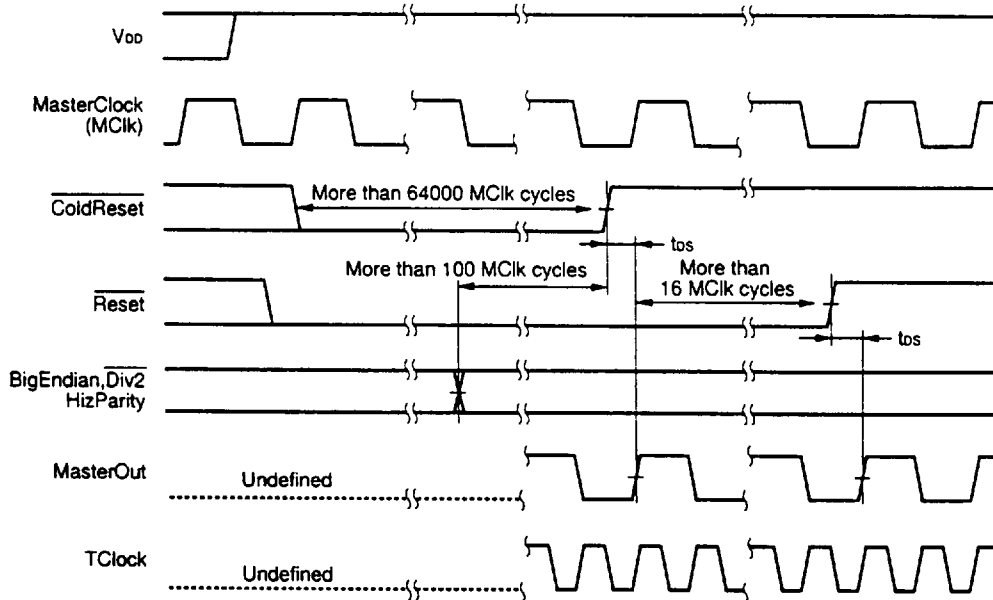 VDD
MasterClock
(MClk)
ColdReset
More than 64000 MClk cycles
tDS
More than 100 MClk cycles
More than
16 MClk cycles
Reset
tDS
BigEndian,Div2
HizParity
MasterOut
Undefined
TClock
Undefined